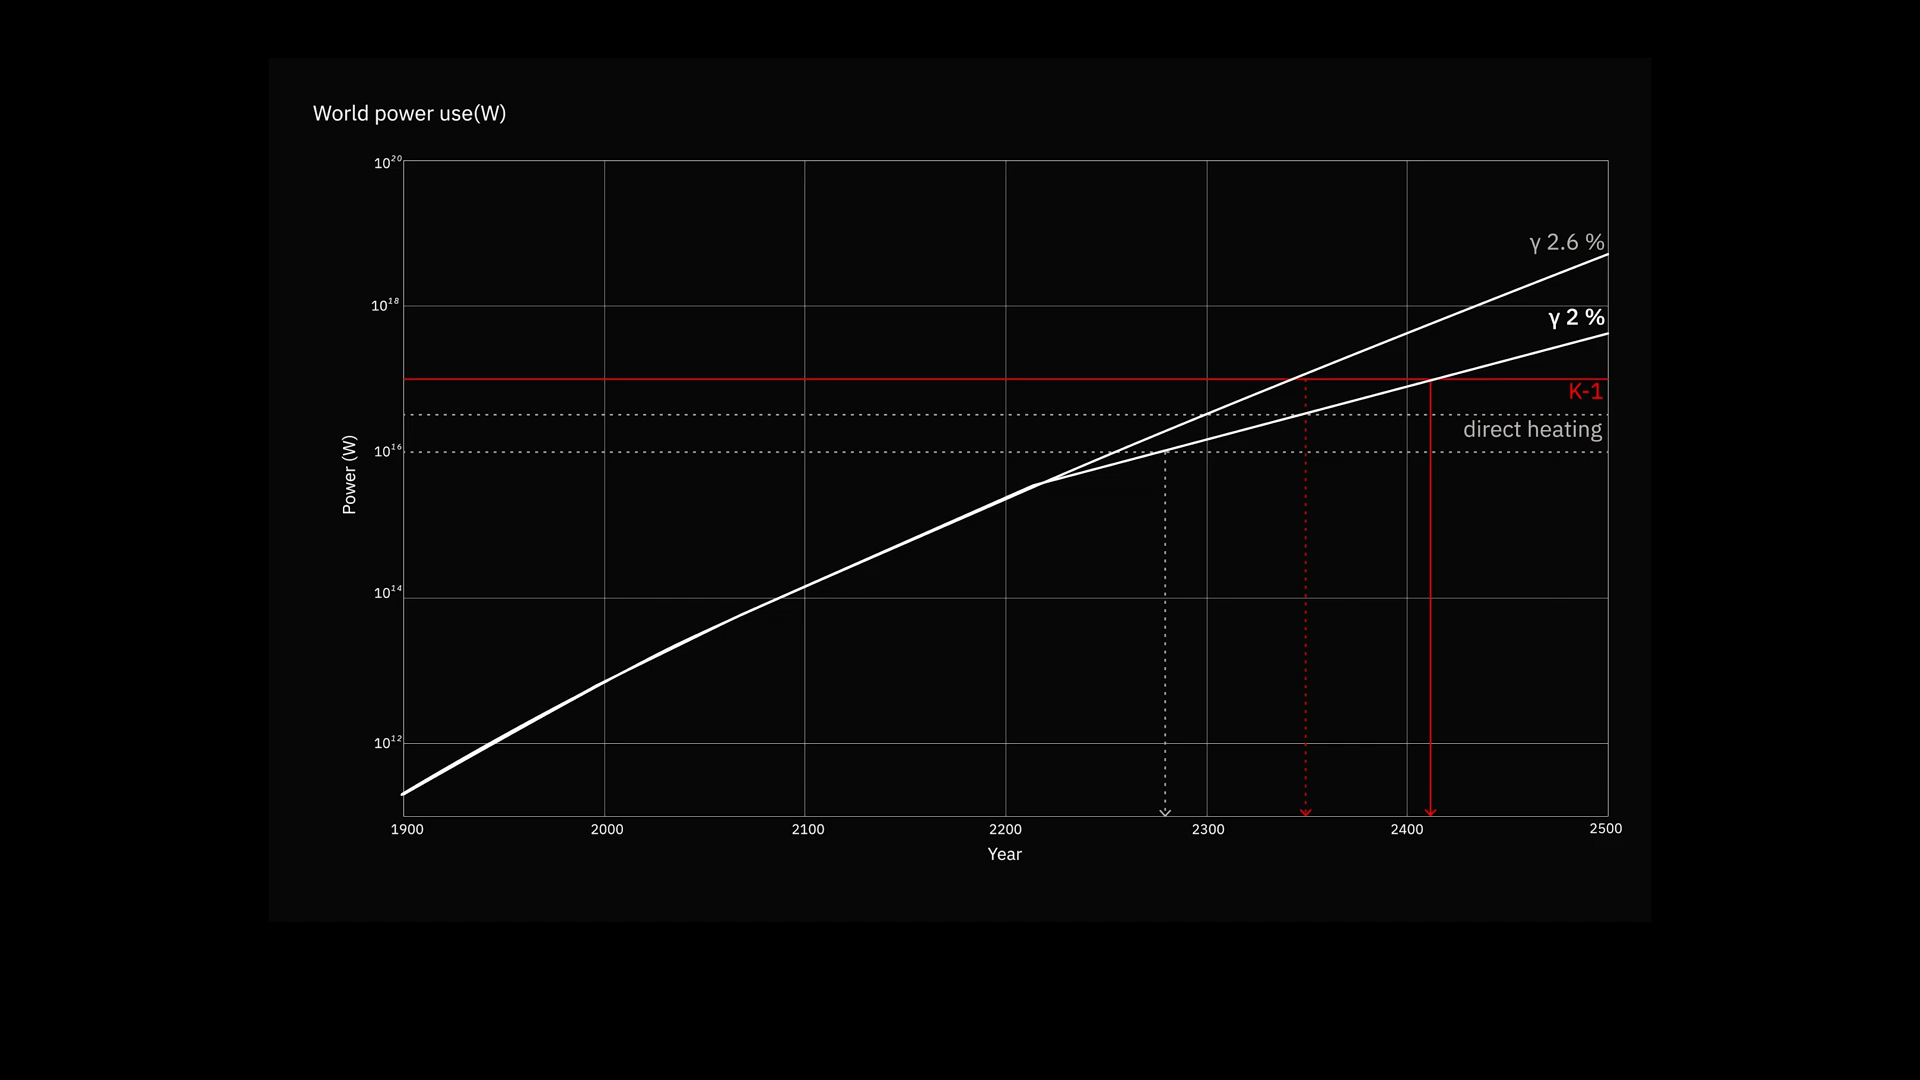 World power use(W)
10²⁰
10¹⁸
10¹⁶
10¹⁴
10¹²
Power (W)
γ 2.6 %
γ 2 %
K-1
direct heating
1900 2000 2100 2200 2300 2400 2500
Year